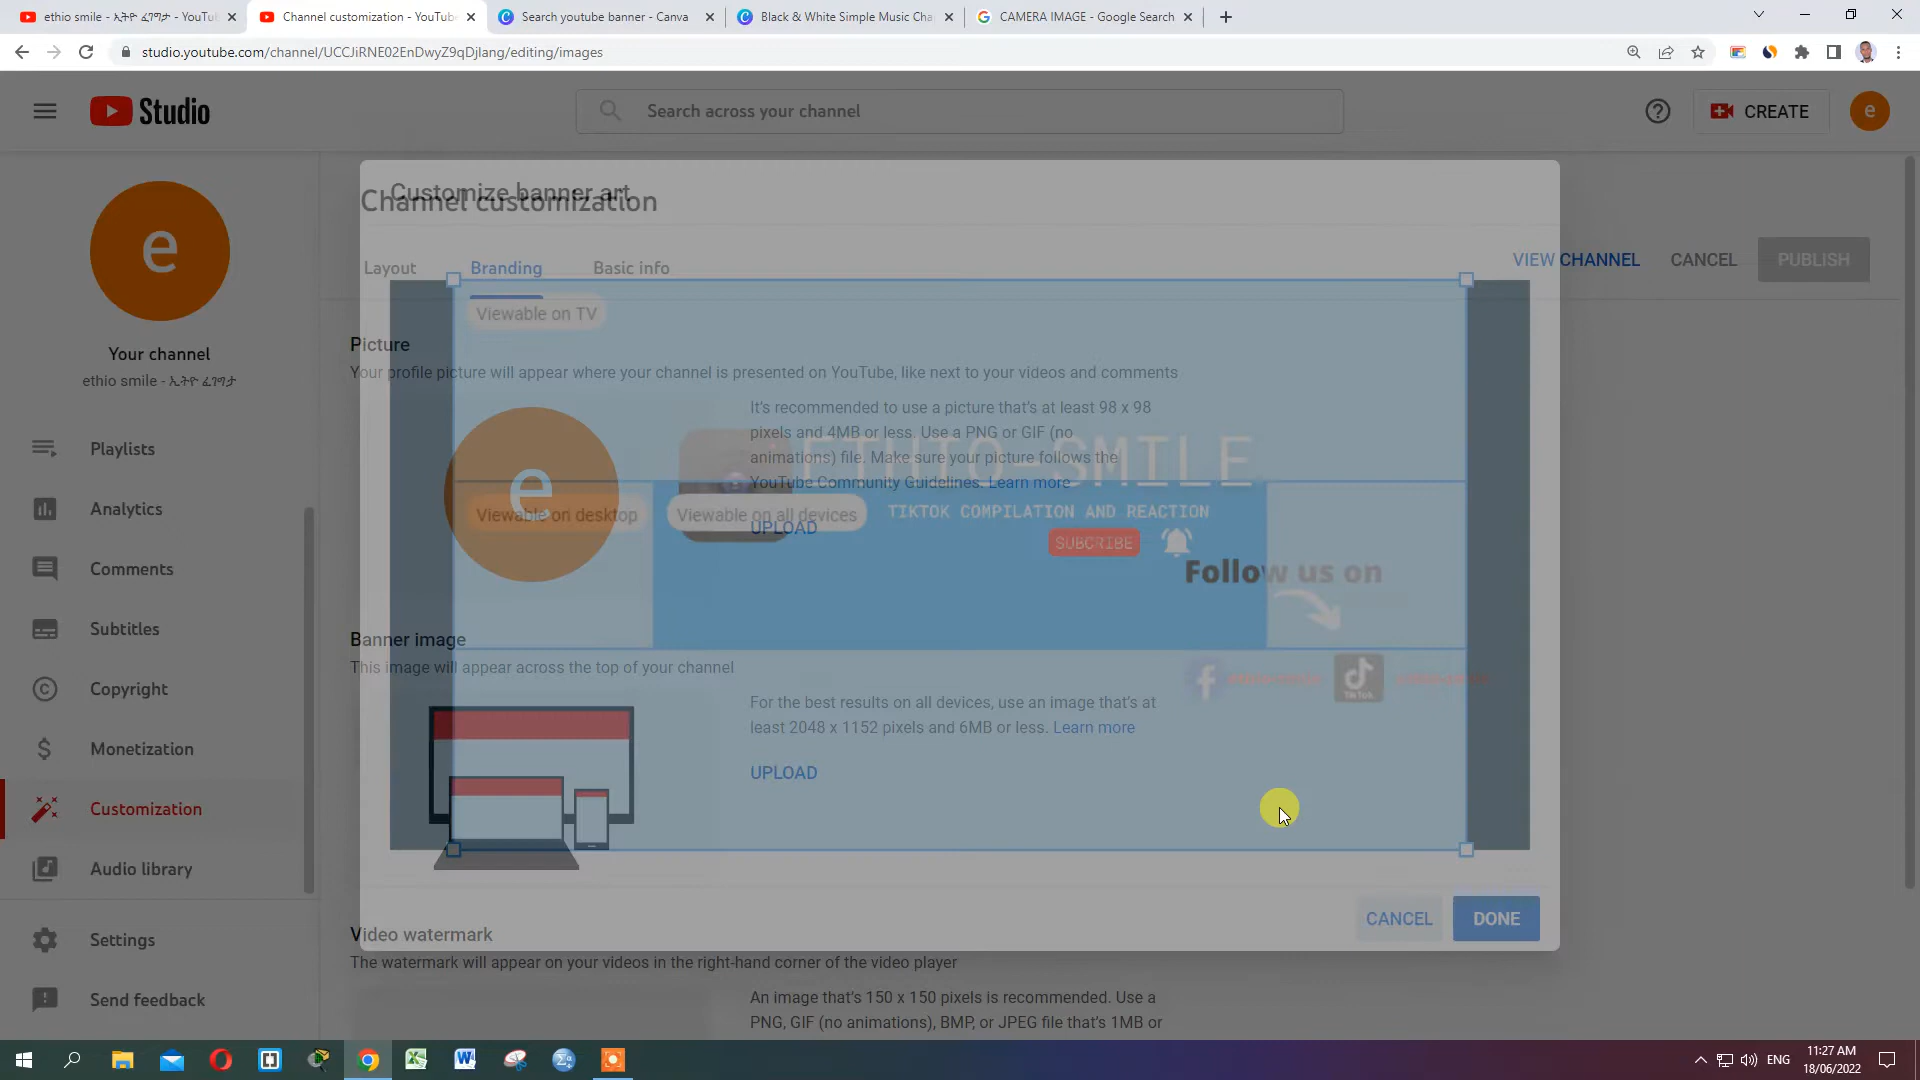 ethio smile - ኢትዮ ፈገግታ - YouTu
Channel customization - YouTube
Search youtube banner - Canva
Black & White Simple Music Cha
CAMERA IMAGE - Google Search
studio.youtube.com/channel/UCCJiRNE02EnDwyZ9qDjlang/editing/images
Studio
Search across your channel
CREATE
e
Customize banner art
Channel customization
Layout
Branding
Basic info
VIEW CHANNEL
CANCEL
PUBLISH
e
Your channel
ethio smile - ኢትዮ ፈገግታ
Playlists
Analytics
Comments
Subtitles
Copyright
Monetization
Customization
Audio library
Settings
Send feedback
Viewable on TV
Picture
Your profile picture will appear where your channel is presented on YouTube, like next to your videos and comments
It's recommended to use a picture that's at least 98 x 98
pixels and 4MB or less. Use a PNG or GIF (no
animations) file. Make sure your picture follows the
YouTube Community Guidelines. Learn more
UPLOAD
e
ETHIO-SMILE
Viewable on desktop
Viewable on all devices
TIKTOK COMPILATION AND REACTION
SUBCRIBE
Follow us on
TikTok
Banner image
This image will appear across the top of your channel
For the best results on all devices, use an image that's at
least 2048 x 1152 pixels and 6MB or less. Learn more
UPLOAD
CANCEL
DONE
Video watermark
The watermark will appear on your videos in the right-hand corner of the video player
An image that's 150 x 150 pixels is recommended. Use a
PNG, GIF (no animations), BMP, or JPEG file that's 1MB or
ENG
11:27 AM
18/06/2022